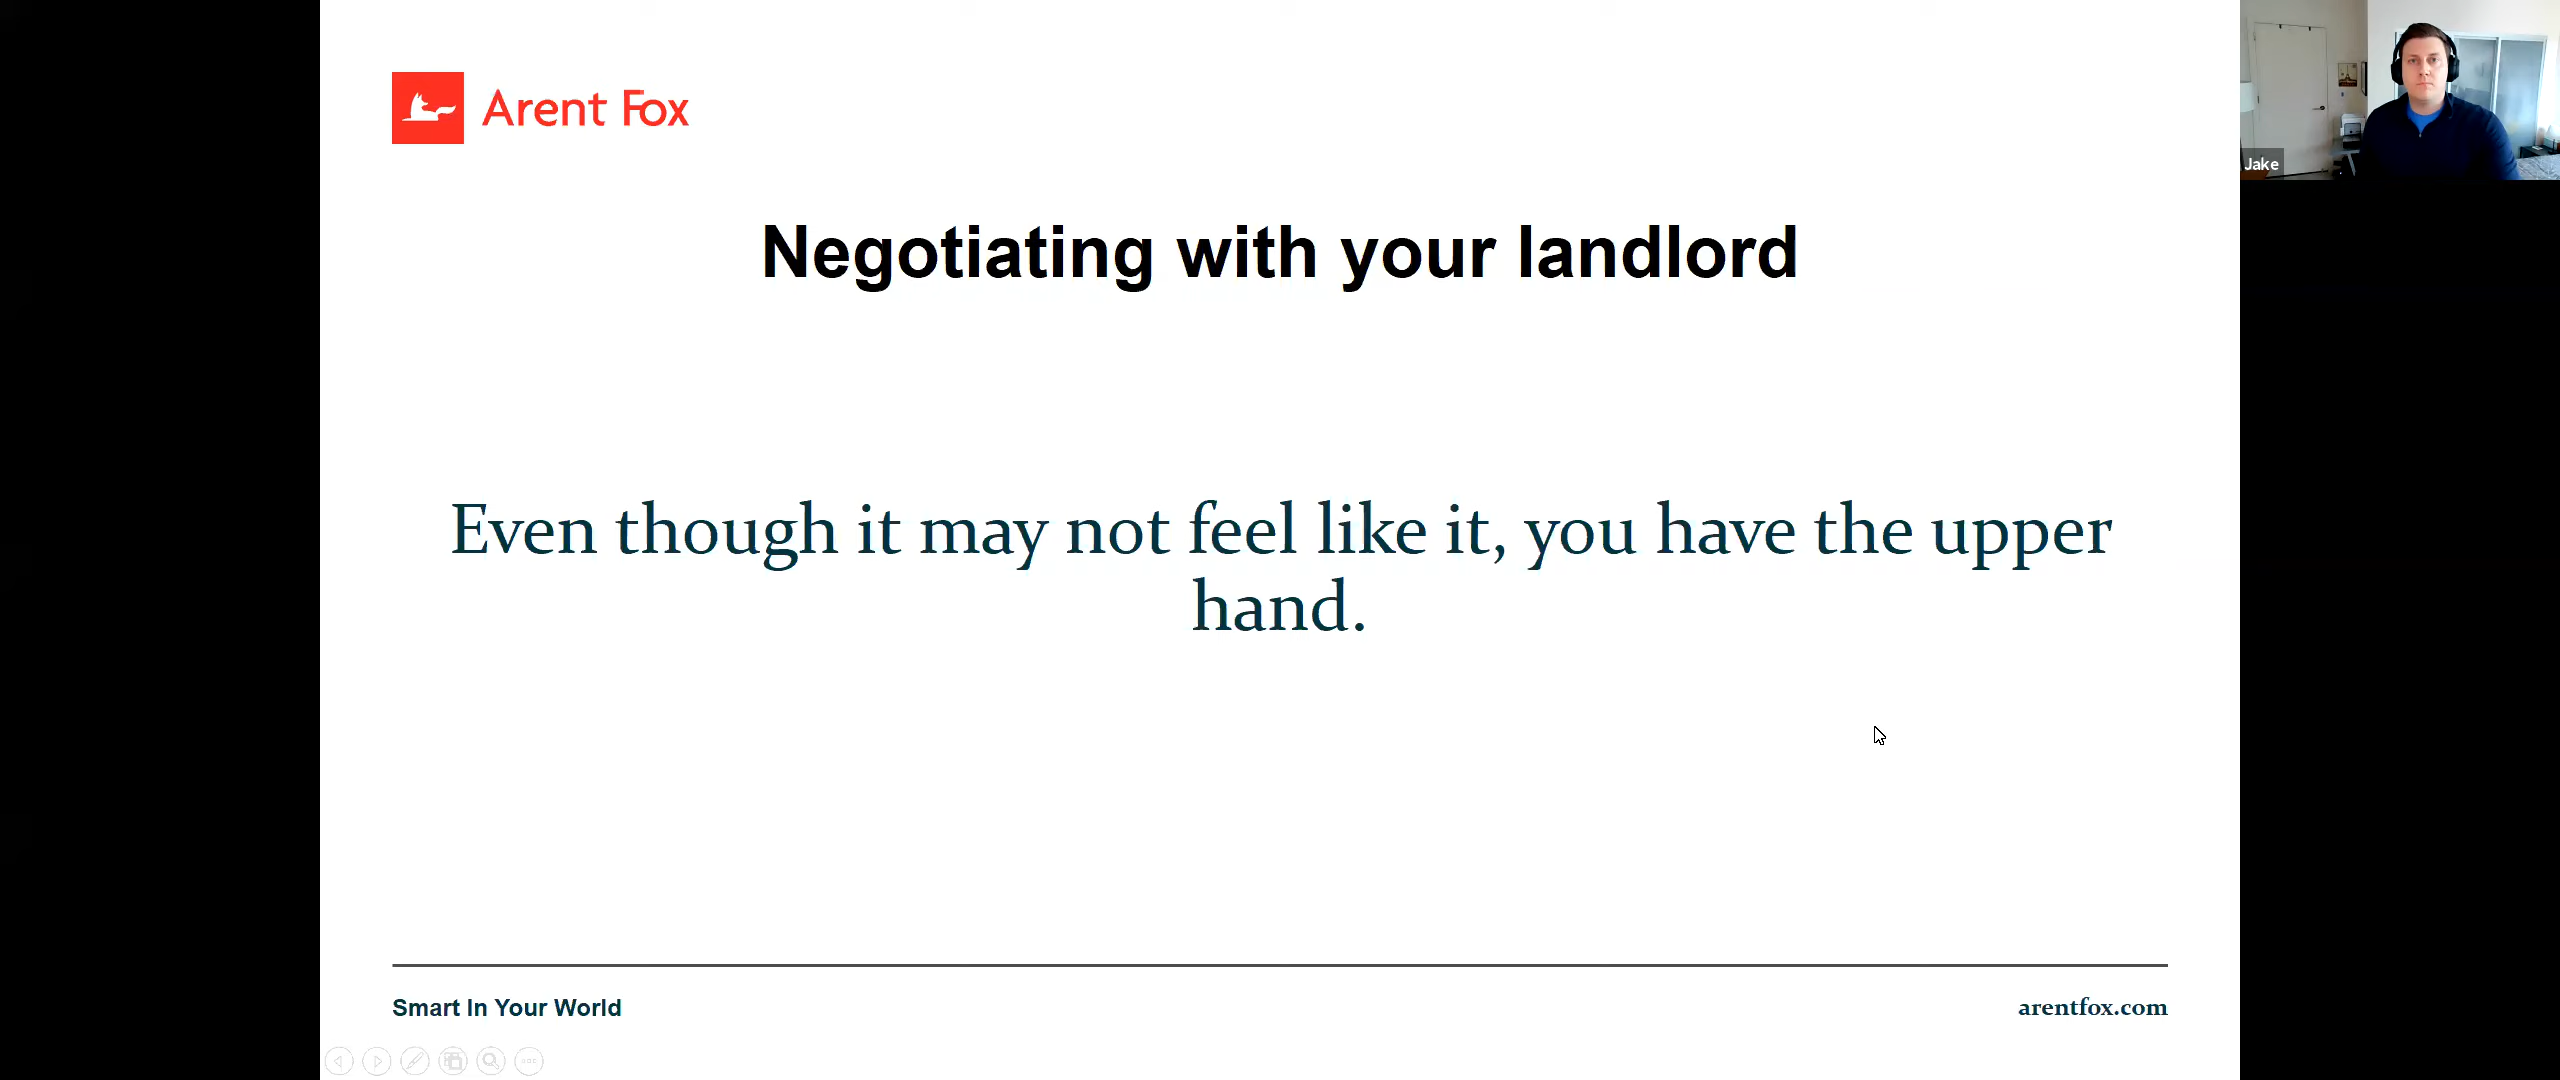 Arent Fox
Jake
Negotiating with your landlord
Even though it may not feel like it, you have the upper
hand.
Smart In Your World
arentfox.com